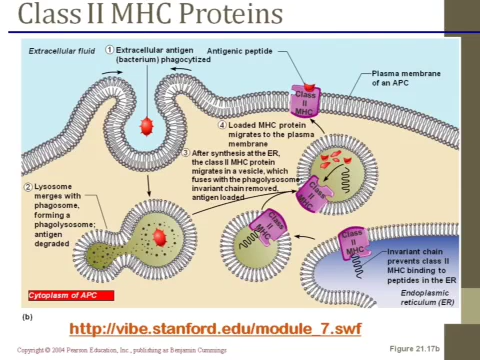 Class II MHC Proteins
Extracellular fluid
① Extracellular antigen
(bacterium) phagocytized
Antigenic peptide
Plasma membrane
of an APC
Class
II
MHC
④ Loaded MHC protein
migrates to the plasma
membrane
③ After synthesis at the ER,
the class II MHC protein
migrates in a vesicle, which
fuses with the phagolysosome;
invariant chain removed,
antigen loaded
② Lysosome
merges with
phagosome,
forming a
phagolysosome;
antigen
degraded
Class
II
MHC
Class
II
MHC
Class
II
MHC
Invariant chain
prevents class II
MHC binding to
peptides in the ER
Endoplasmic
reticulum (ER)
Cytoplasm of APC
(b)
http://vibe.stanford.edu/module_7.swf
Copyright © 2004 Pearson Education, Inc., publishing as Benjamin Cummings
Figure 21.17b